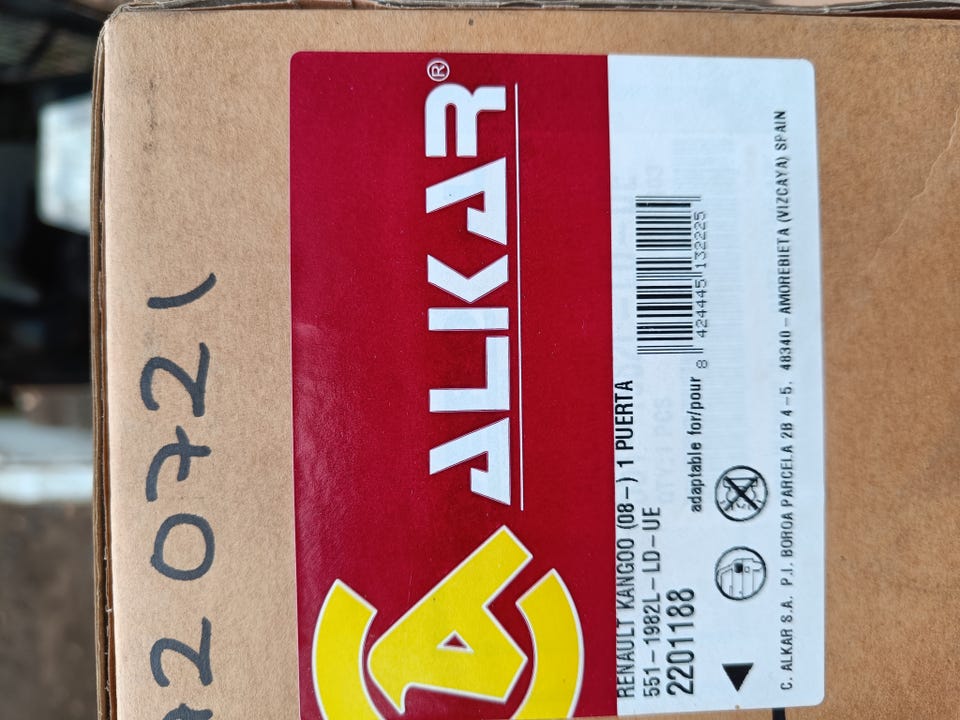 20721
ALKAR®
RENAULT KANGOO (08-) 1 PUERTA
551-1982L-LD-UE
2201188
adaptable for/pour
8 424445 132225
C. ALKAR S.A. P.I. BOROA PARCELA 2B 4-5, 48340-AMOREBIETA (VIZCAYA) SPAIN